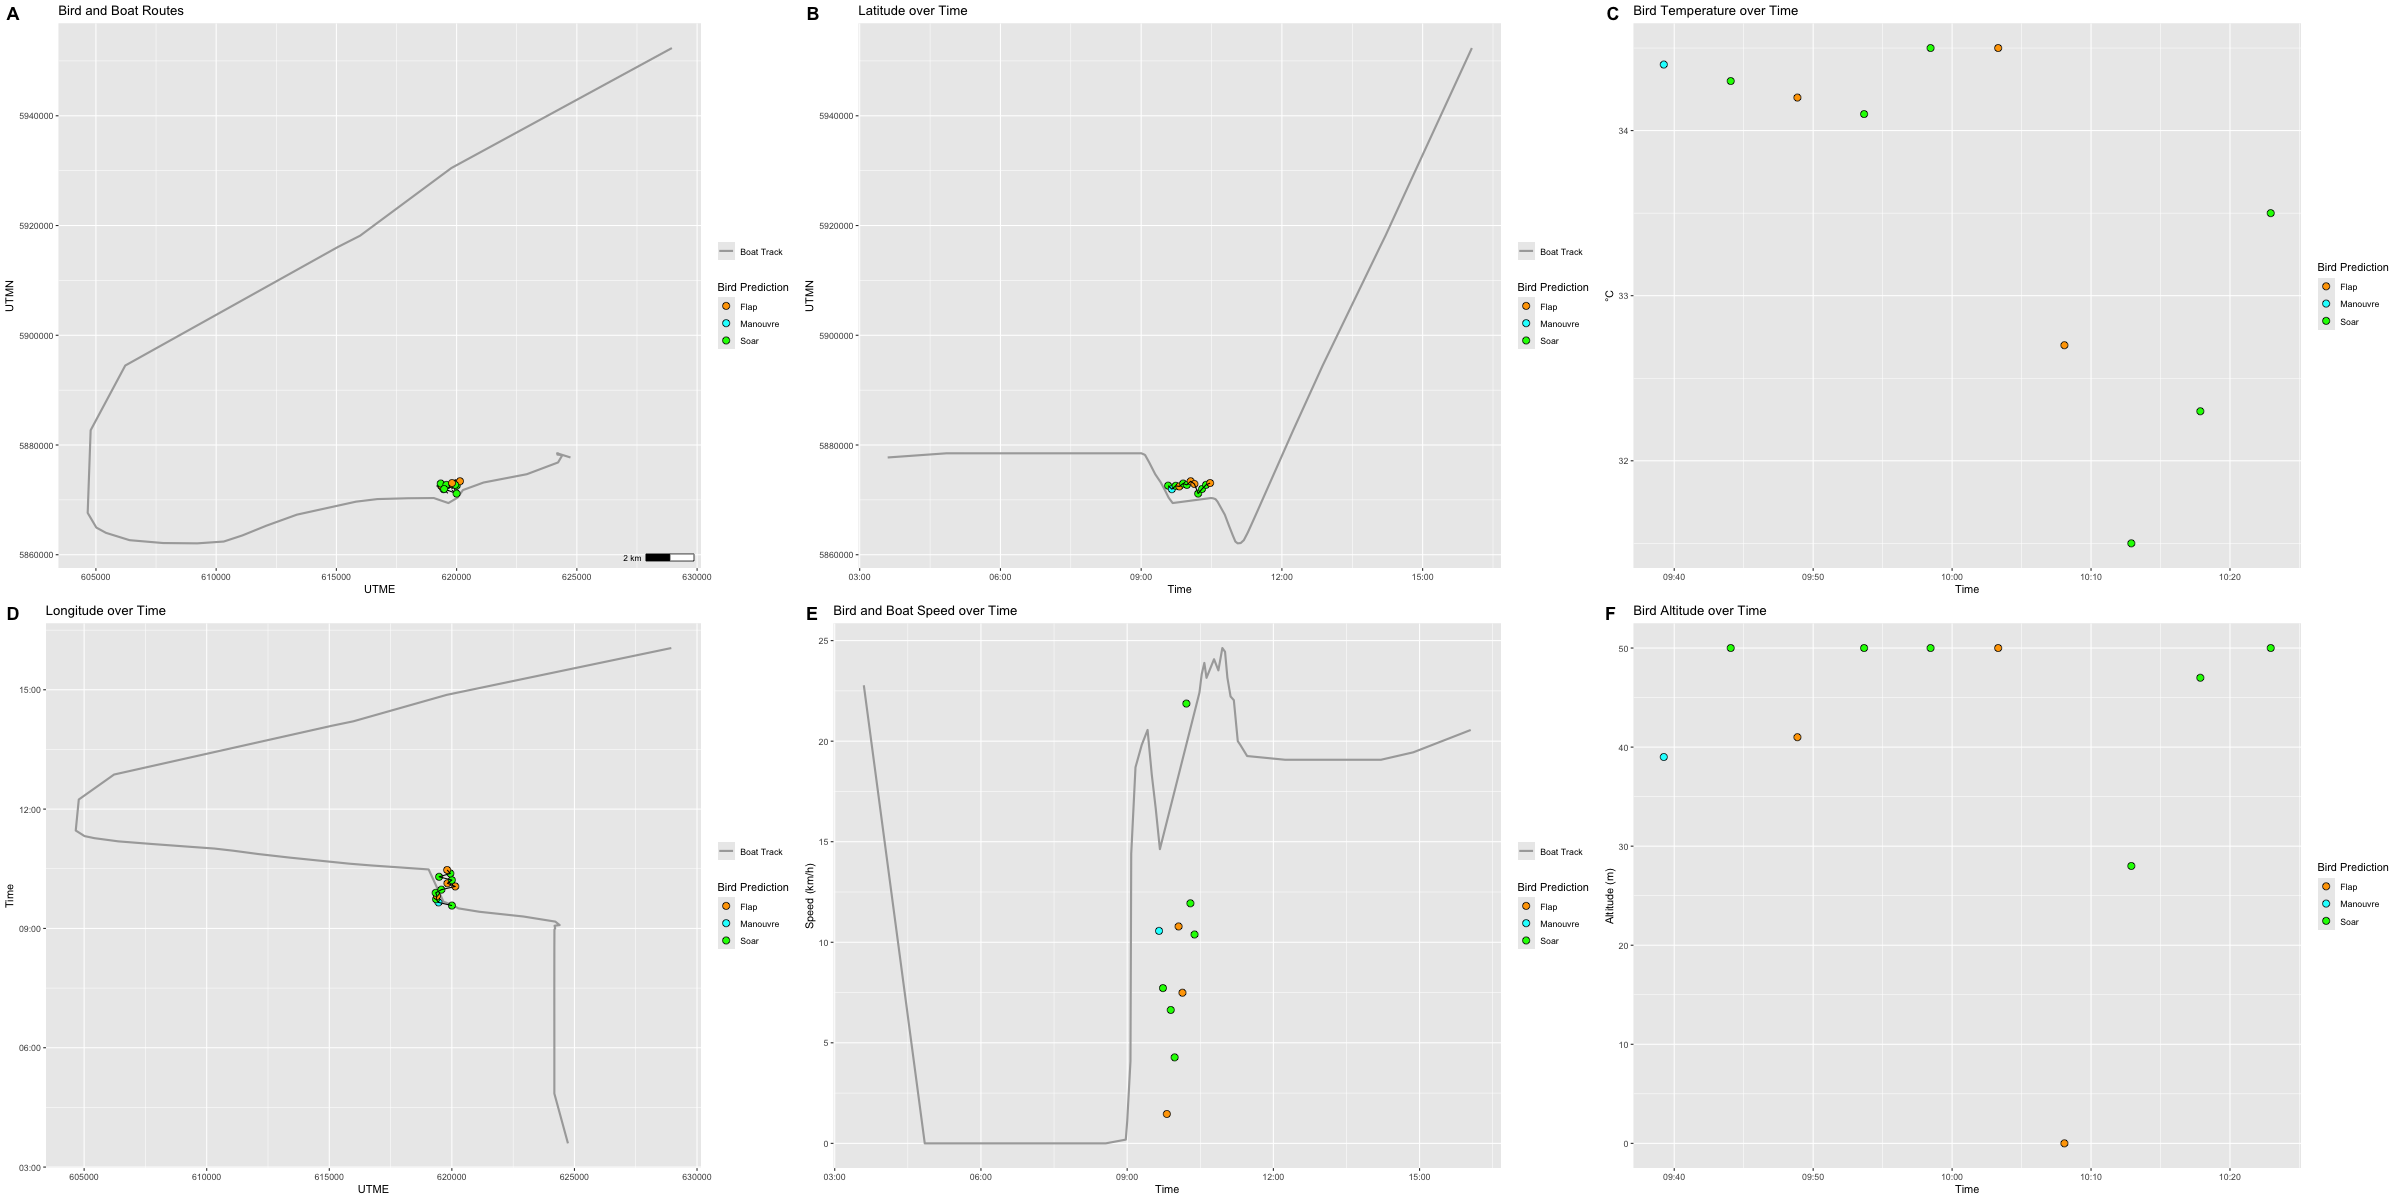 A Bird and Boat Routes
UTMN
5940000
5920000
5900000
5880000
5860000
605000 610000 615000 620000 625000 630000
UTME
2 km
Boat Track
Bird Prediction
Flap
Manouvre
Soar
B Latitude over Time
UTMN
5940000
5920000
5900000
5880000
5860000
03:00 06:00 09:00 12:00 15:00
Time
Boat Track
Bird Prediction
Flap
Manouvre
Soar
C Bird Temperature over Time
°C
34
33
32
09:40 09:50 10:00 10:10 10:20
Time
Bird Prediction
Flap
Manouvre
Soar
D Longitude over Time
Time
15:00
12:00
09:00
06:00
03:00
605000 610000 615000 620000 625000 630000
UTME
Boat Track
Bird Prediction
Flap
Manouvre
Soar
E Bird and Boat Speed over Time
Speed (km/h)
25
20
15
10
5
0
03:00 06:00 09:00 12:00 15:00
Time
Boat Track
Bird Prediction
Flap
Manouvre
Soar
F Bird Altitude over Time
Altitude (m)
50
40
30
20
10
0
09:40 09:50 10:00 10:10 10:20
Time
Bird Prediction
Flap
Manouvre
Soar